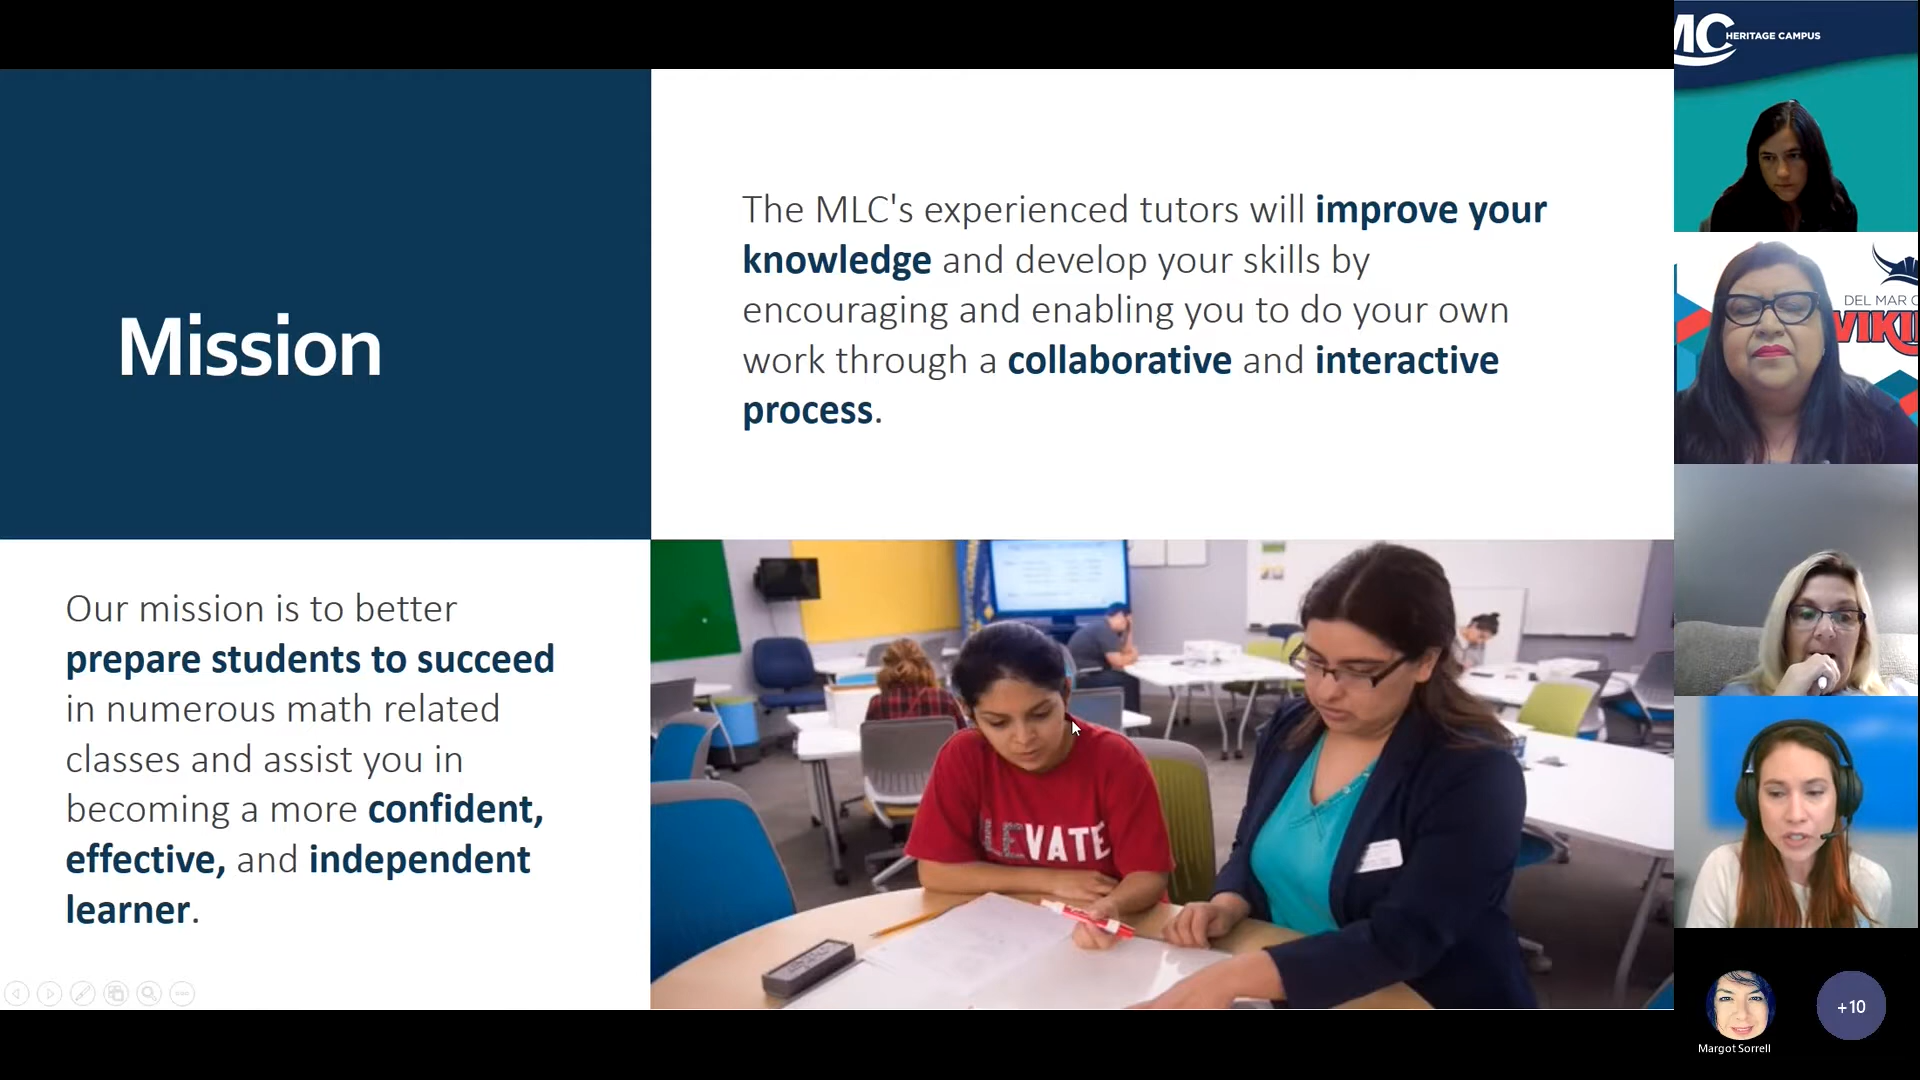 Mission
The MLC's experienced tutors will improve your
knowledge and develop your skills by
encouraging and enabling you to do your own
work through a collaborative and interactive
process.
Our mission is to better
prepare students to succeed
in numerous math related
classes and assist you in
becoming a more confident,
effective, and independent
learner.
EVATE
MC HERITAGE CAMPUS
DEL MAR C
VIKI
+10
Margot Sorrell